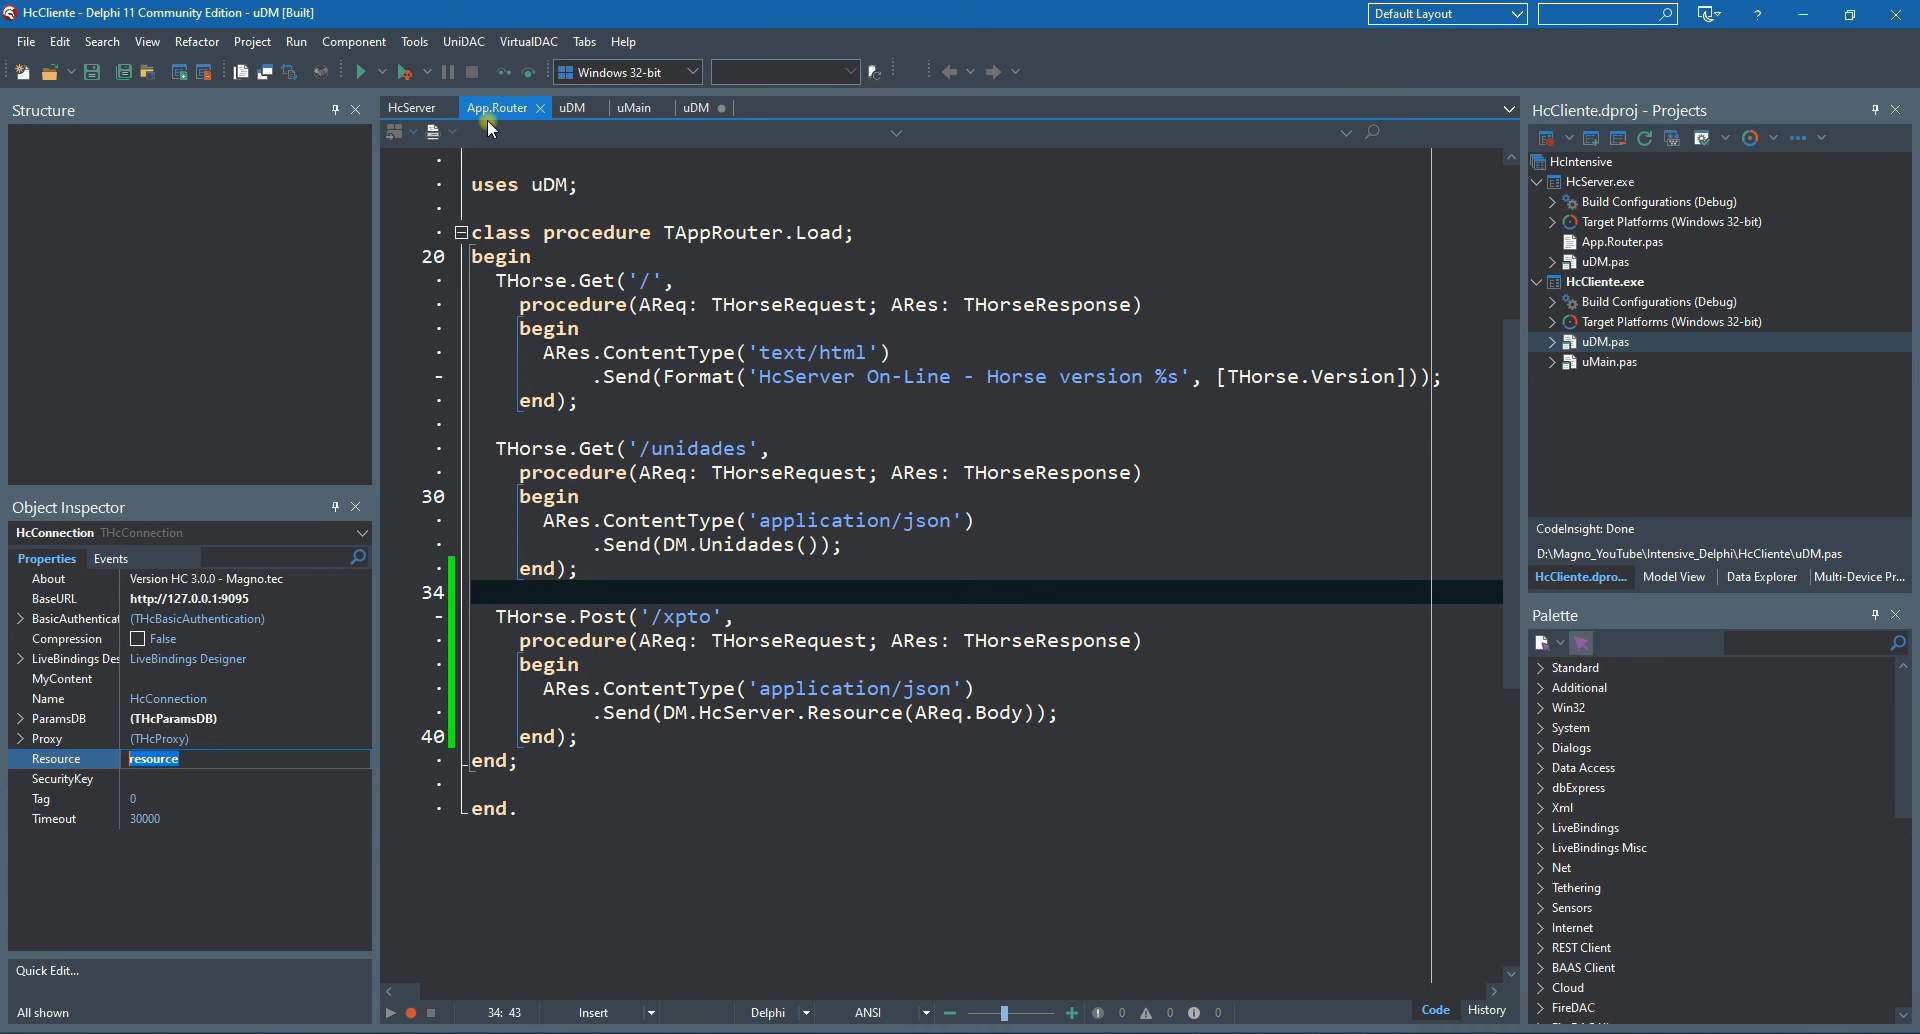 HcCliente - Delphi 11 Community Edition - uDM [Built]
Default Layout
?
File Edit Search View Refactor Project Run Component Tools UniDAC VirtualDAC Tabs Help
Windows 32-bit
Structure
HcServer App.Router uDM uMain uDM
uses uDM;
class procedure TAppRouter.Load;
20 begin
THorse.Get('/',
procedure(AReq: THorseRequest; ARes: THorseResponse)
begin
ARes.ContentType('text/html')
.Send(Format('HcServer On-Line - Horse version %s', [THorse.Version]));
end);
THorse.Get('/unidades',
procedure(AReq: THorseRequest; ARes: THorseResponse)
30 begin
ARes.ContentType('application/json')
.Send(DM.Unidades());
end);
34
THorse.Post('/xpto',
procedure(AReq: THorseRequest; ARes: THorseResponse)
begin
ARes.ContentType('application/json')
.Send(DM.HcServer.Resource(AReq.Body));
40 end);
end;
end.
Object Inspector
HcConnection THcConnection
Properties Events
About Version HC 3.0.0 - Magno.tec
BaseURL http://127.0.0.1:9095
BasicAuthenticat (THcBasicAuthentication)
Compression False
LiveBindings Des LiveBindings Designer
MyContent
Name HcConnection
ParamsDB (THcParamsDB)
Proxy (THcProxy)
Resource resource
SecurityKey
Tag 0
Timeout 30000
Quick Edit...
All shown
34: 43 Insert Delphi ANSI 0 0 0 Code History
HcCliente.dproj - Projects
HcIntensive
HcServer.exe
Build Configurations (Debug)
Target Platforms (Windows 32-bit)
App.Router.pas
uDM.pas
HcCliente.exe
Build Configurations (Debug)
Target Platforms (Windows 32-bit)
uDM.pas
uMain.pas
CodeInsight: Done
D:\Magno_YouTube\Intensive_Delphi\HcCliente\uDM.pas
HcCliente.dpro... Model View Data Explorer Multi-Device Pr...
Palette
Standard
Additional
Win32
System
Dialogs
Data Access
dbExpress
Xml
LiveBindings
LiveBindings Misc
Net
Tethering
Sensors
Internet
REST Client
BAAS Client
Cloud
FireDAC